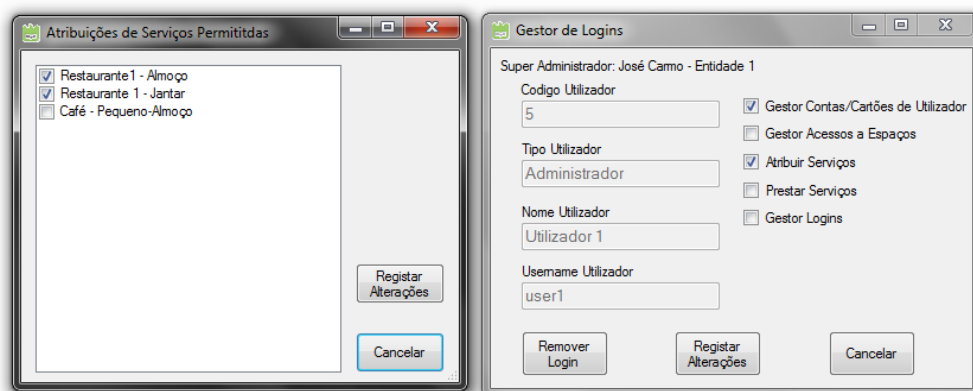 Atribuições de Serviços Permititdas
Restaurante1 - Almoço
Restaurante 1 - Jantar
Café - Pequeno-Almoço
Registar
Alterações
Cancelar
Gestor de Logins
Super Administrador: José Carmo - Entidade 1
Codigo Utilizador
5
Tipo Utilizador
Administrador
Nome Utilizador
Utilizador 1
Username Utilizador
user1
Gestor Contas/Cartões de Utilizador
Gestor Acessos a Espaços
Atribuir Serviços
Prestar Serviços
Gestor Logins
Remover
Login
Registar
Alterações
Cancelar